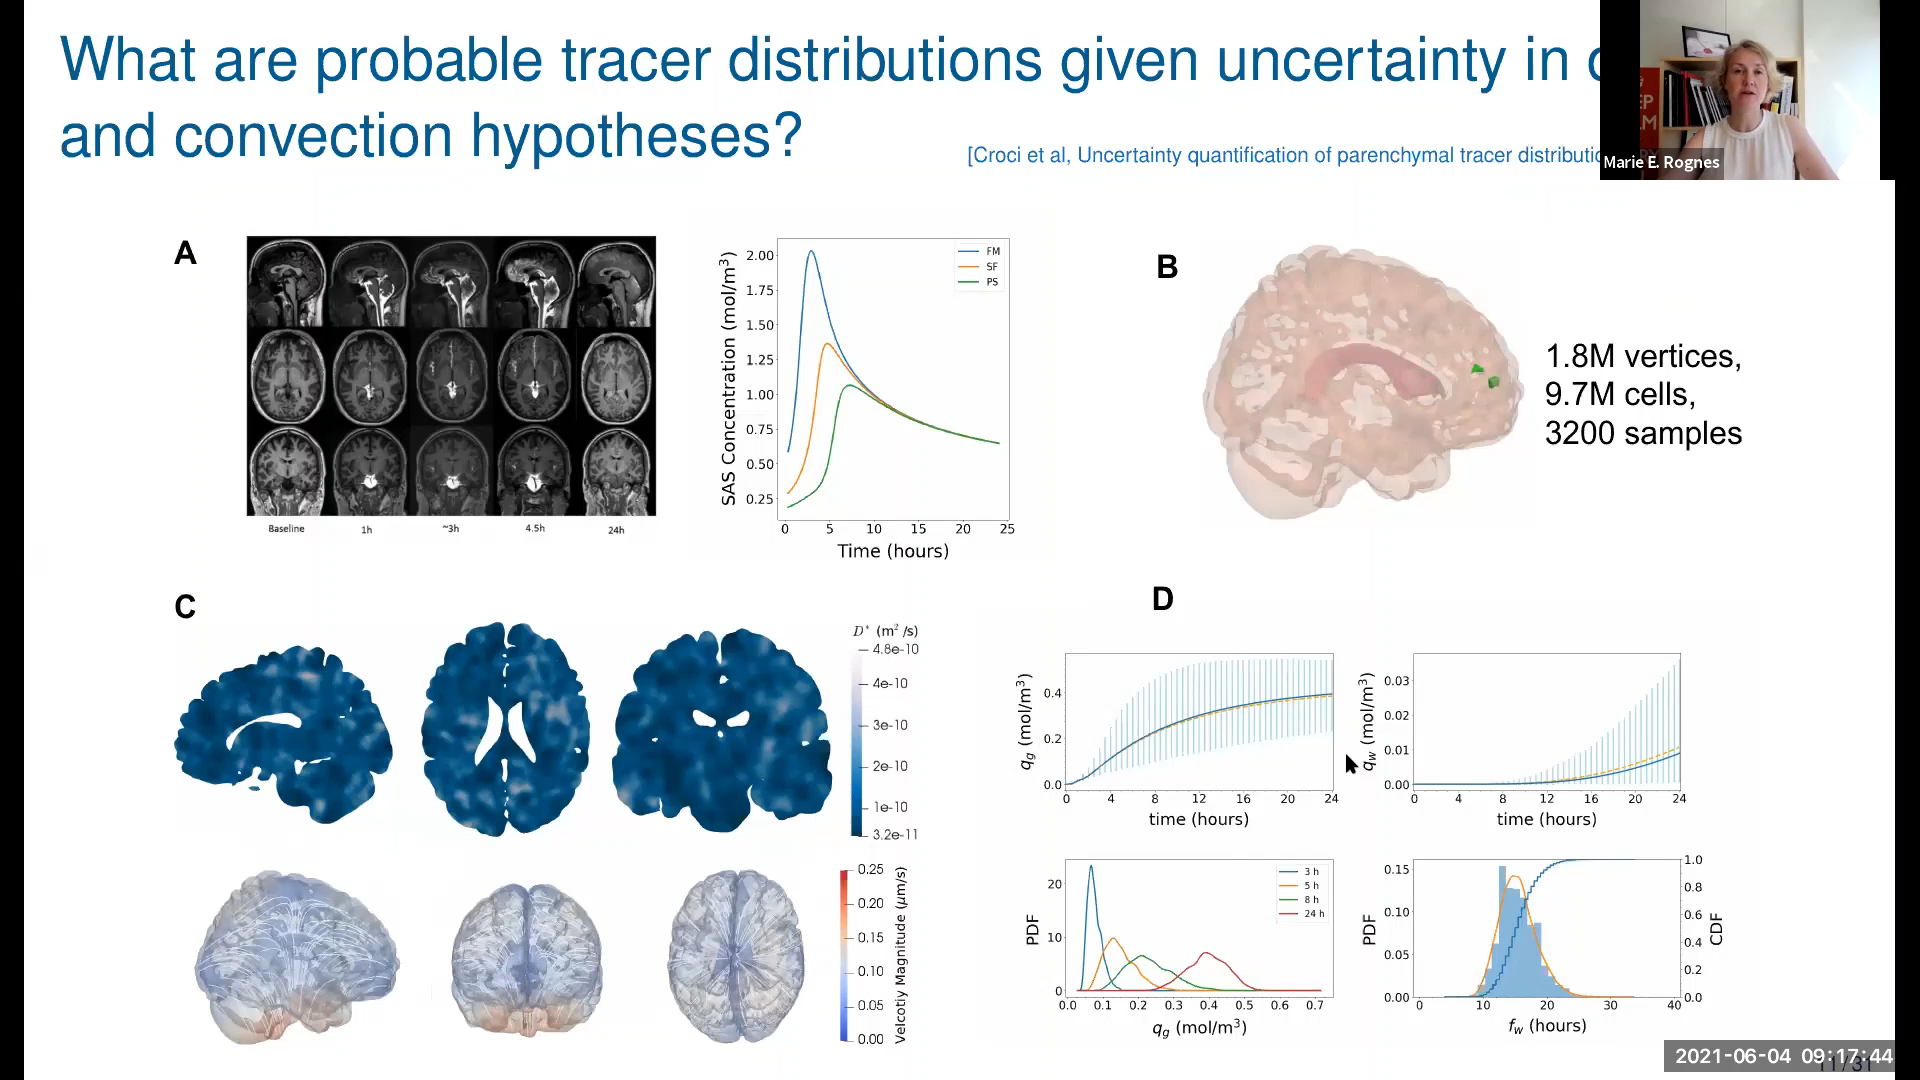 What are probable tracer distributions given uncertainty in
and convection hypotheses?
[Croci et al, Uncertainty quantification of parenchymal tracer
Marie E. Rognes
A
2.00
1.75
1.50
1.25
1.00
0.75
0.50
0.25
SAS Concentration (mol/m³)
FM
SF
PS
0 5 10 15 20 25
Time (hours)
Baseline 1h ~3h 4.5h 24h
B
1.8M vertices,
9.7M cells,
3200 samples
C
D* (m²/s)
4.8e-10
4e-10
3e-10
2e-10
1e-10
3.2e-11
0.25
0.20
0.15
0.10
0.05
0.00
Velcotiy Magnitude (μm/s)
D
q_g (mol/m³)
0.4
0.2
0.0
0 4 8 12 16 20 24
time (hours)
q_w (mol/m³)
0.03
0.02
0.01
0.00
0 4 8 12 16 20 24
time (hours)
PDF
20
10
0
3 h
5 h
8 h
24 h
0.0 0.1 0.2 0.3 0.4 0.5 0.6 0.7
q_g (mol/m³)
PDF
0.15
0.10
0.05
0.00
1.0
0.8
0.6
0.4
0.2
0.0
CDF
0 10 20 30 40
f_w (hours)
2021-06-04 09:17:44
11/31